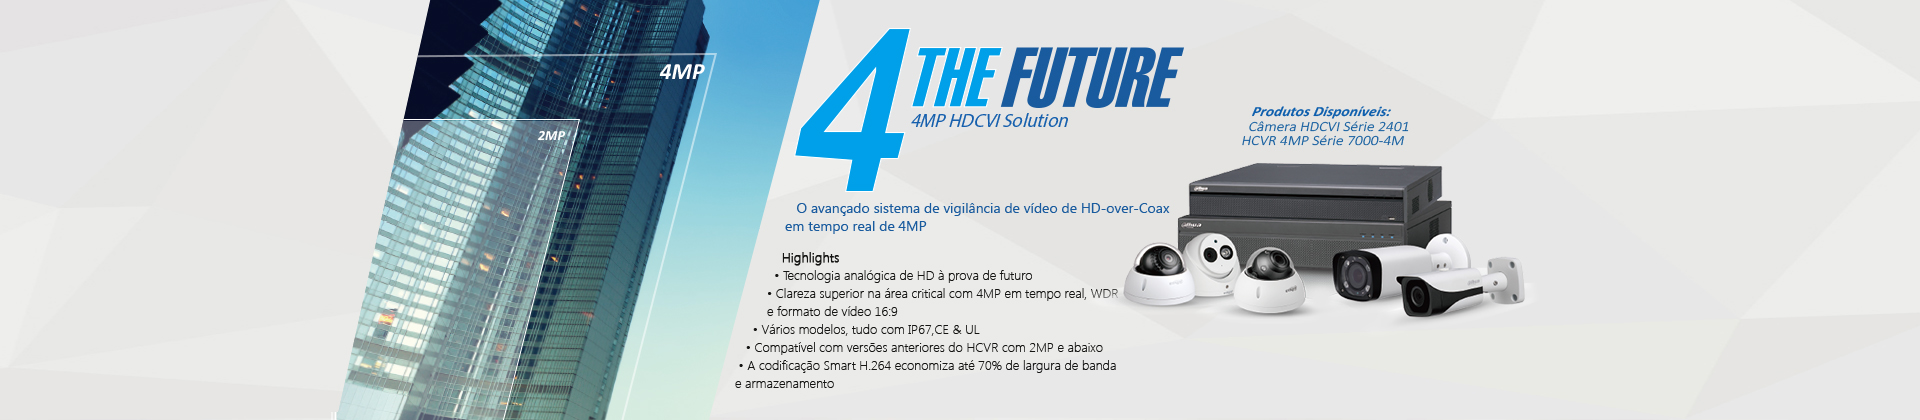 4MP
2MP
4 THE FUTURE
4MP HDCVI Solution
O avançado sistema de vigilância de vídeo de HD-over-Coax
em tempo real de 4MP
Highlights
• Tecnologia analógica de HD à prova de futuro
• Clareza superior na área critical com 4MP em tempo real, WDR
e formato de vídeo 16:9
• Vários modelos, tudo com IP67,CE & UL
• Compatível com versões anteriores do HCVR com 2MP e abaixo
• A codificação Smart H.264 economiza até 70% de largura de banda
e armazenamento
Produtos Disponíveis:
Câmera HDCVI Série 2401
HCVR 4MP Série 7000-4M
alhua
alhua